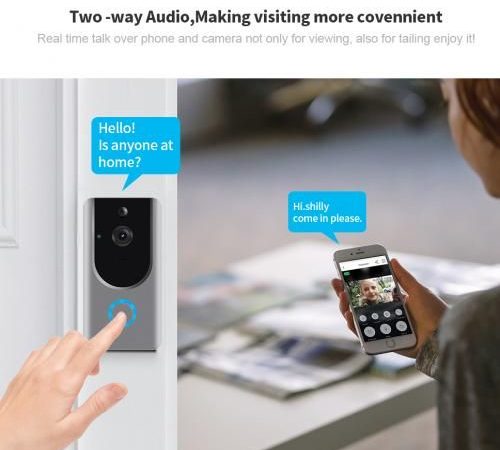 Two -way Audio,Making visiting more covennient
Real time talk over phone and camera not only for viewing, also for tailing enjoy it!
Hello!
Is anyone at
home?
Hi.shilly
come in please.